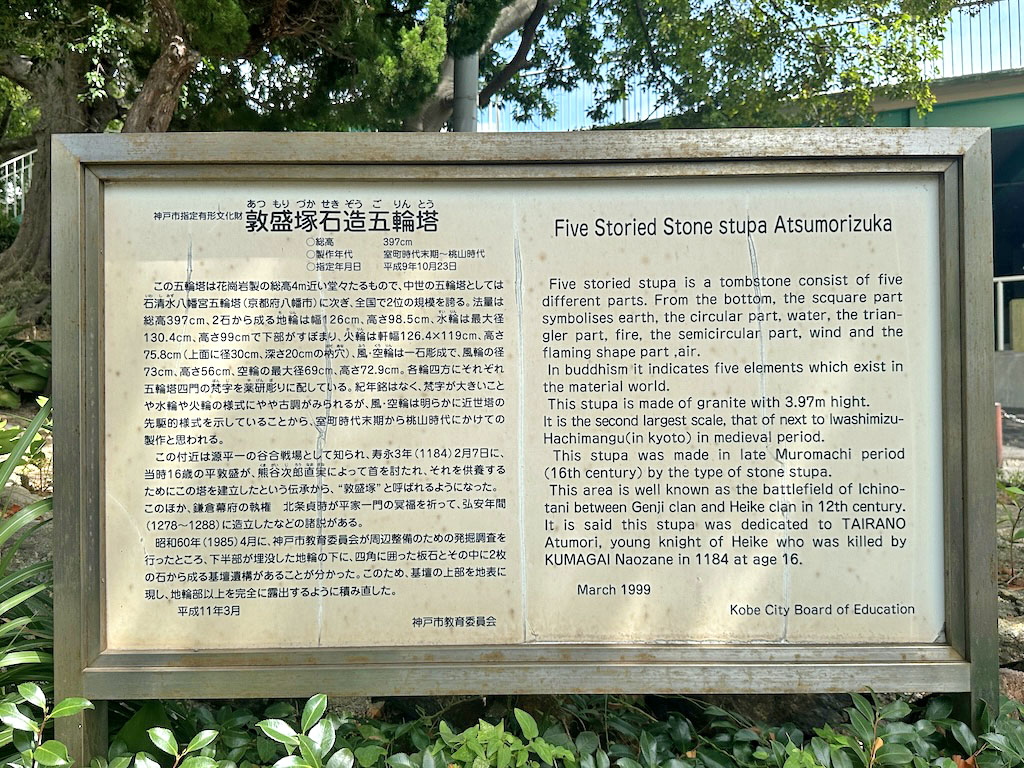 あつ もり づか せき ぞう ご りん とう
神戸市指定有形文化財 敦盛塚石造五輪塔
○総高 397cm
○製作年代 室町時代末期～桃山時代
○指定年月日 平成9年10月23日
この五輪塔は花崗岩製の総高4m近い堂々たるもので、中世の五輪塔としては
石清水八幡宮五輪塔(京都府八幡市)に次ぎ、全国で2位の規模を誇る。法量は
総高397cm、2石から成る地輪は幅126cm、高さ98.5cm、水輪は最大径
130.4cm、高さ99cmで下部がすぼまり、火輪は軒幅126.4×119cm、高さ
75.8cm(上面に径30cm、深さ20cmの枘穴)、風・空輪は一石彫成で、風輪の径
73cm、高さ56cm、空輪の最大径69cm、高さ72.9cm。各輪四方にそれぞれ
五輪塔四門の梵字を薬研彫りに配している。紀年銘はなく、梵字が大きいこと
や水輪や火輪の様式にやや古調がみられるが、風・空輪は明らかに近世塔の
先駆的様式を示していることから、室町時代末期から桃山時代にかけての
製作と思われる。
この付近は源平一の谷合戦場として知られ、寿永3年(1184)2月7日に、
当時16歳の平敦盛が、熊谷次郎直実によって首を討たれ、それを供養する
ためにこの塔を建立したという伝承から、“敦盛塚”と呼ばれるようになった。
このほか、鎌倉幕府の執権 北条貞時が平家一門の冥福を祈って、弘安年間
(1278～1288)に造立したなどの諸説がある。
昭和60年(1985)4月に、神戸市教育委員会が周辺整備のための発掘調査を
行ったところ、下半部が埋没した地輪の下に、四角に囲った板石とその中に2枚
の石から成る基壇遺構があることが分かった。このため、基壇の上部を地表に
現し、地輪部以上を完全に露出するように積み直した。
平成11年3月
神戸市教育委員会
Five Storied Stone stupa Atsumorizuka
Five storied stupa is a tombstone consist of five
different parts. From the bottom, the scquare part
symbolises earth, the circular part, water, the trian-
gler part, fire, the semicircular part, wind and the
flaming shape part ,air.
In buddhism it indicates five elements which exist in
the material world.
This stupa is made of granite with 3.97m hight.
It is the second largest scale, that of next to Iwashimizu-
Hachimangu(in kyoto) in medieval period.
This stupa was made in late Muromachi period
(16th century) by the type of stone stupa.
This area is well known as the battlefield of Ichino-
tani between Genji clan and Heike clan in 12th century.
It is said this stupa was dedicated to TAIRANO
Atumori, young knight of Heike who was killed by
KUMAGAI Naozane in 1184 at age 16.
March 1999
Kobe City Board of Education